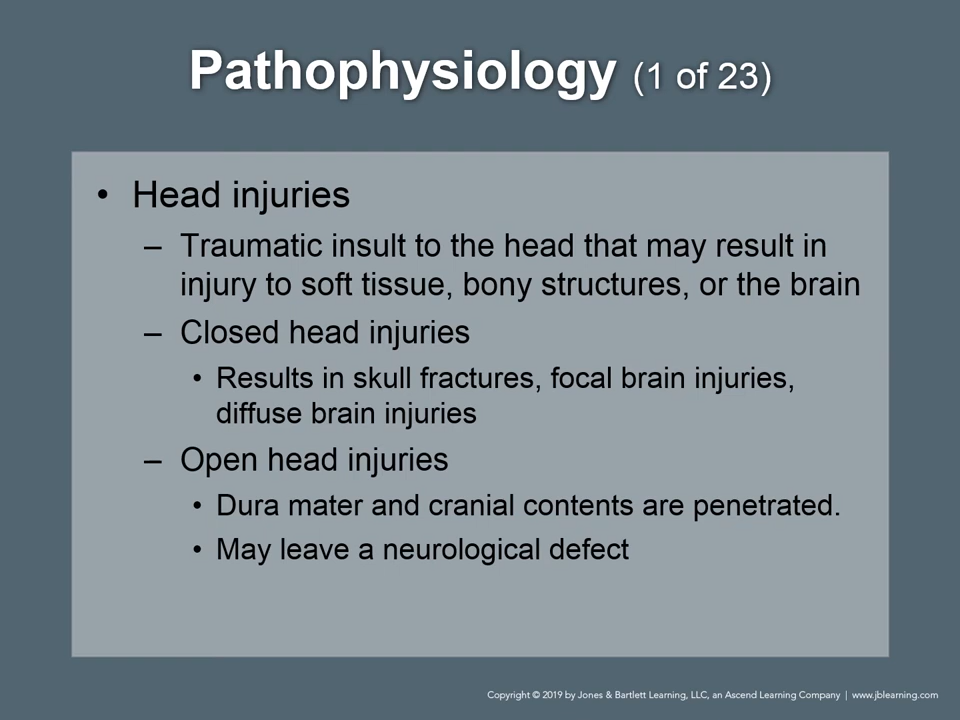 Pathophysiology (1 of 23)
• Head injuries
– Traumatic insult to the head that may result in
injury to soft tissue, bony structures, or the brain
– Closed head injuries
• Results in skull fractures, focal brain injuries,
diffuse brain injuries
– Open head injuries
• Dura mater and cranial contents are penetrated.
• May leave a neurological defect
Copyright © 2019 by Jones & Bartlett Learning, LLC, an Ascend Learning Company | www.jblearning.com